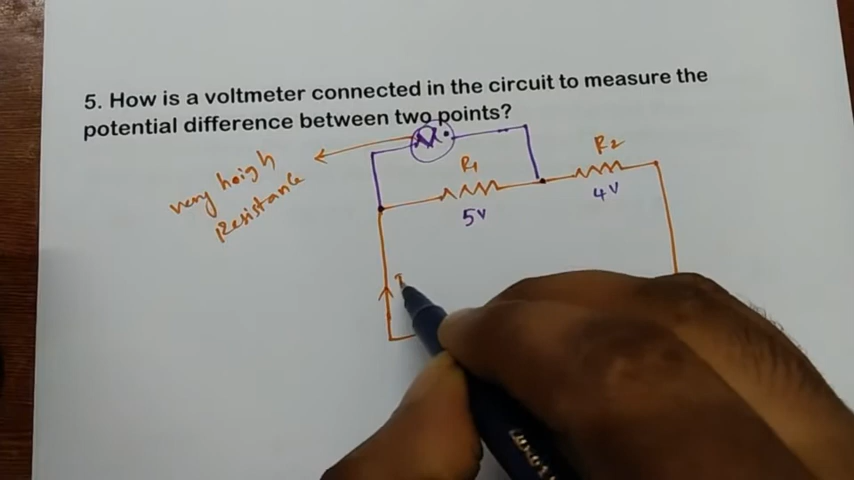 5. How is a voltmeter connected in the circuit to measure the
potential difference between two points?
very heigh
Resistance
R1
5V
R2
4V